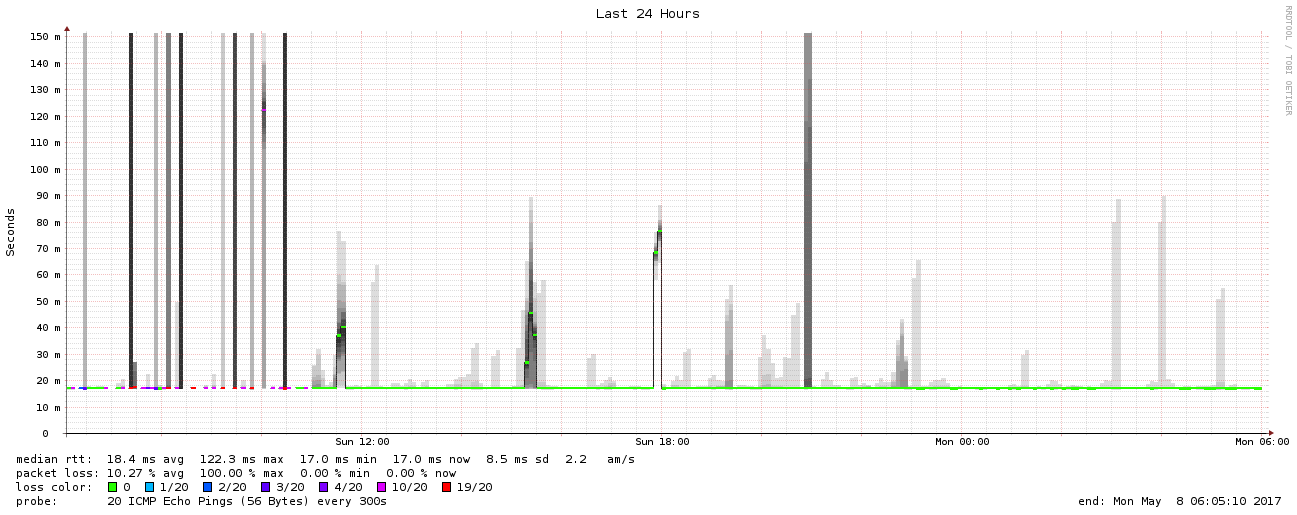 Last 24 Hours
RRDTOOL / TOBI OETIKER
Seconds
150 m
140 m
130 m
120 m
110 m
100 m
90 m
80 m
70 m
60 m
50 m
40 m
30 m
20 m
10 m
0
Sun 12:00 Sun 18:00 Mon 00:00 Mon 06:00
median rtt: 18.4 ms avg 122.3 ms max 17.0 ms min 17.0 ms now 8.5 ms sd 2.2 am/s
packet loss: 10.27 % avg 100.00 % max 0.00 % min 0.00 % now
loss color: 0 1/20 2/20 3/20 4/20 10/20 19/20
probe: 20 ICMP Echo Pings (56 Bytes) every 300s end: Mon May 8 06:05:10 2017